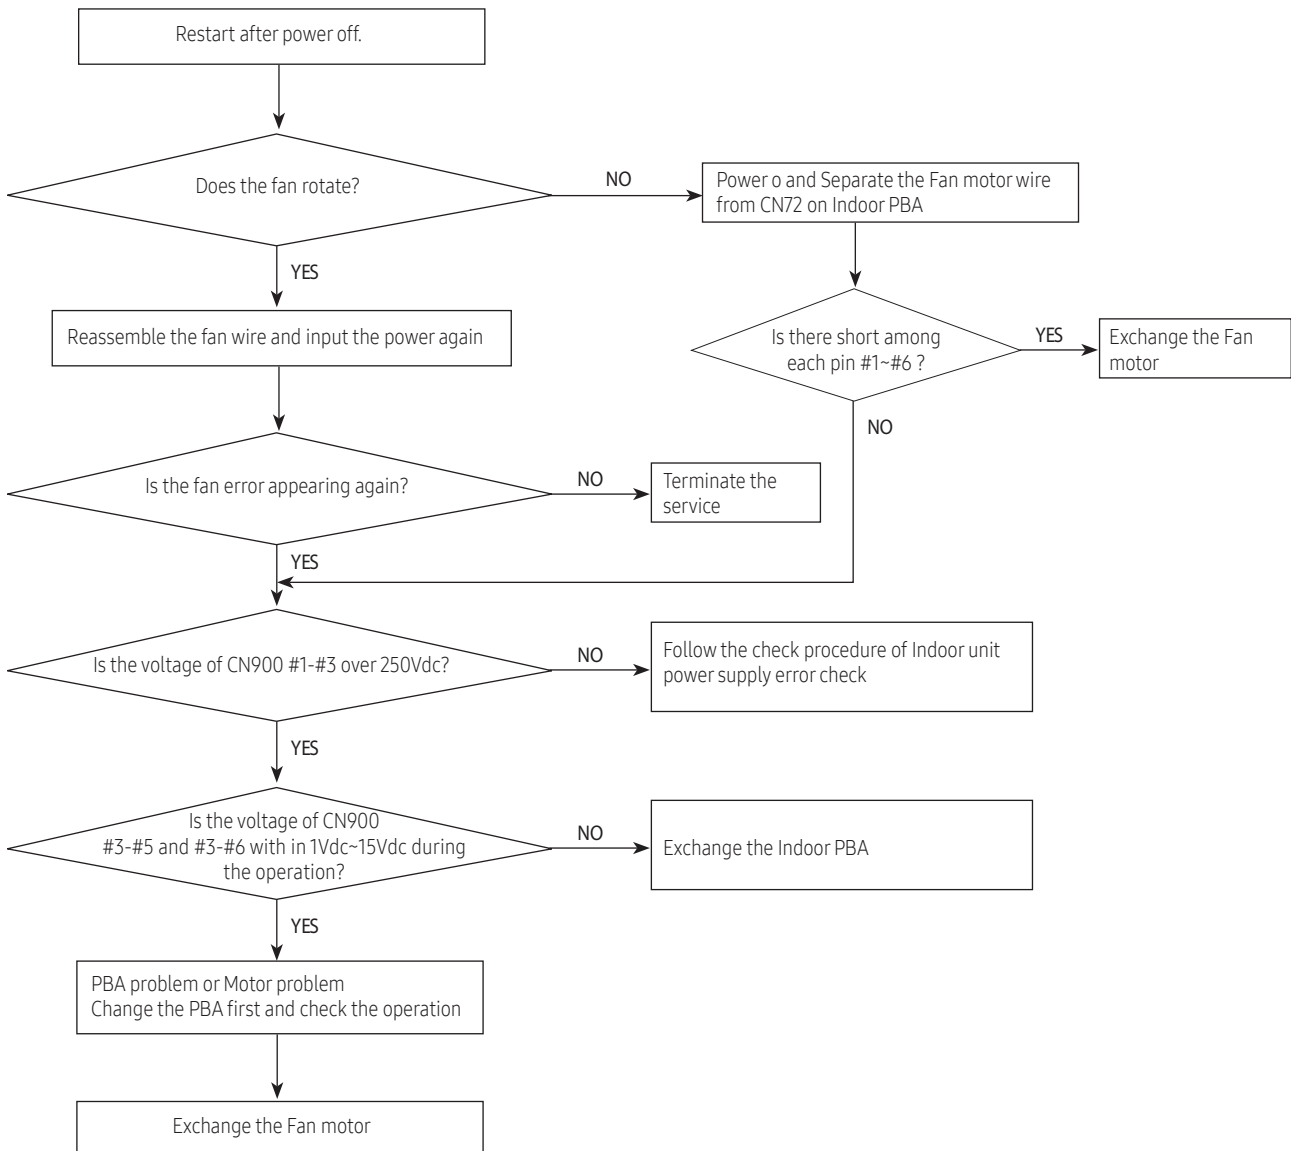 Restart after power off.
Does the fan rotate?
NO
Power o and Separate the Fan motor wire
from CN72 on Indoor PBA
YES
Reassemble the fan wire and input the power again
Is there short among
each pin #1~#6 ?
YES
Exchange the Fan
motor
NO
Is the fan error appearing again?
NO
Terminate the
service
YES
Is the voltage of CN900 #1-#3 over 250Vdc?
NO
Follow the check procedure of Indoor unit
power supply error check
YES
Is the voltage of CN900
#3-#5 and #3-#6 with in 1Vdc~15Vdc during
the operation?
NO
Exchange the Indoor PBA
YES
PBA problem or Motor problem
Change the PBA first and check the operation
Exchange the Fan motor